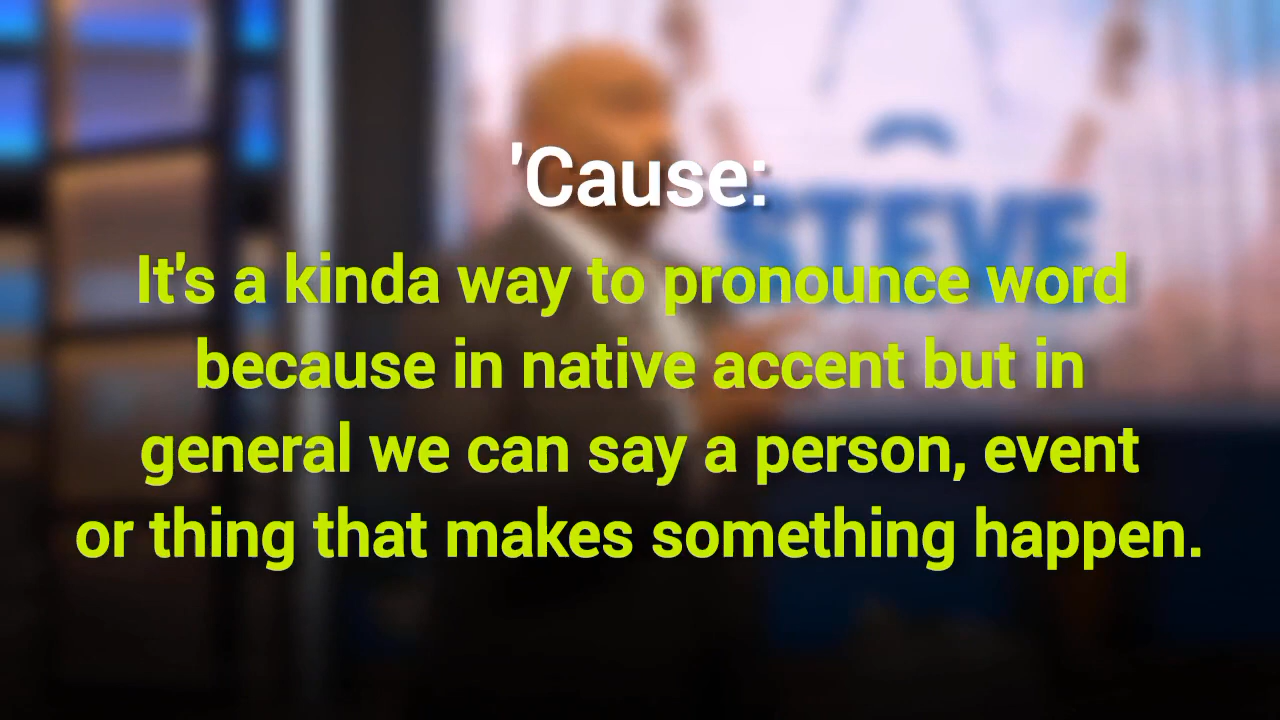 'Cause:
STEVE
It's a kinda way to pronounce word
because in native accent but in
general we can say a person, event
or thing that makes something happen.